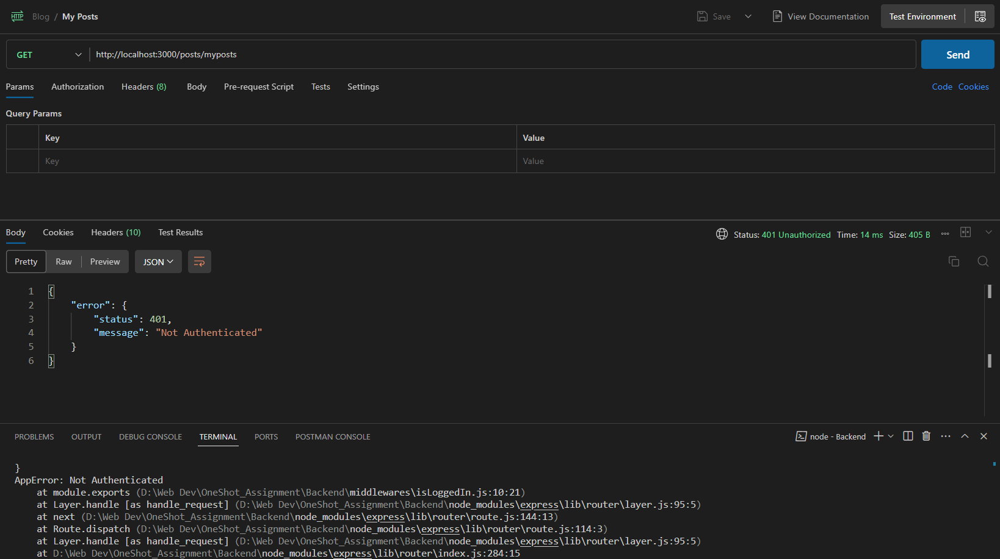 HTTP Blog / My Posts Save View Documentation Test Environment
GET http://localhost:3000/posts/myposts Send
Params Authorization Headers (8) Body Pre-request Script Tests Settings Code Cookies
Query Params
Key Value
Key Value
Body Cookies Headers (10) Test Results Status: 401 Unauthorized Time: 14 ms Size: 405 B
Pretty Raw Preview JSON
1 {
2 "error": {
3 "status": 401,
4 "message": "Not Authenticated"
5 }
6 }
PROBLEMS OUTPUT DEBUG CONSOLE TERMINAL PORTS POSTMAN CONSOLE node - Backend
}
AppError: Not Authenticated
at module.exports (D:\Web Dev\OneShot_Assignment\Backend\middlewares\isLoggedIn.js:10:21)
at Layer.handle [as handle_request] (D:\Web Dev\OneShot_Assignment\Backend\node_modules\express\lib\router\layer.js:95:5)
at next (D:\Web Dev\OneShot_Assignment\Backend\node_modules\express\lib\router\route.js:144:13)
at Route.dispatch (D:\Web Dev\OneShot_Assignment\Backend\node_modules\express\lib\router\route.js:114:3)
at Layer.handle [as handle_request] (D:\Web Dev\OneShot_Assignment\Backend\node_modules\express\lib\router\layer.js:95:5)
at D:\Web Dev\OneShot_Assignment\Backend\node_modules\express\lib\router\index.js:284:15